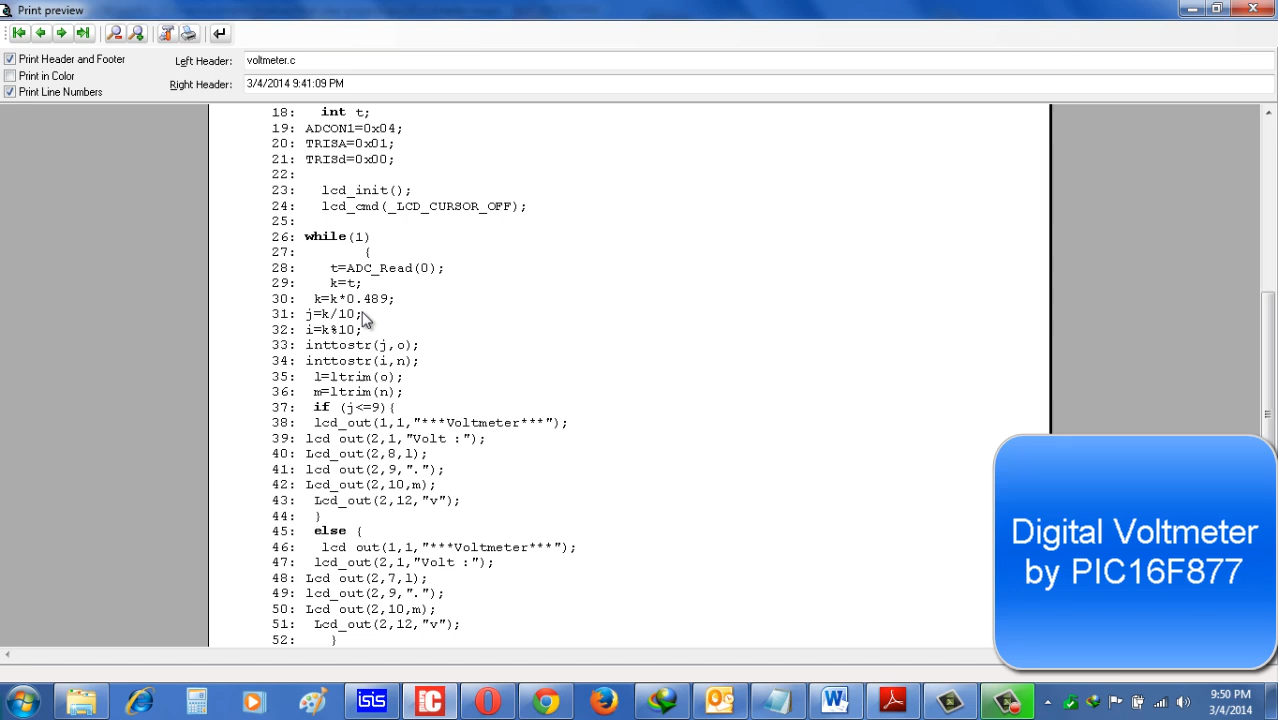 Print preview
Print Header and Footer
Left Header: voltmeter.c
Print in Color
Right Header: 3/4/2014 9:41:09 PM
Print Line Numbers
18: int t;
19: ADCON1=0x04;
20: TRISA=0x01;
21: TRISd=0x00;
22:
23: lcd_init();
24: lcd_cmd(_LCD_CURSOR_OFF);
25:
26: while(1)
27: {
28: t=ADC_Read(0);
29: k=t;
30: k=k*0.489;
31: j=k/10;
32: i=k%10;
33: inttostr(j,o);
34: inttostr(i,n);
35: l=ltrim(o);
36: m=ltrim(n);
37: if (j<=9){
38: lcd_out(1,1,"***Voltmeter***");
39: lcd_out(2,1,"Volt :");
40: Lcd_out(2,8,l);
41: lcd_out(2,9,".");
42: Lcd_out(2,10,m);
43: Lcd_out(2,12,"v");
44: }
45: else {
46: lcd_out(1,1,"***Voltmeter***");
47: lcd_out(2,1,"Volt :");
48: Lcd_out(2,7,l);
49: lcd_out(2,9,".");
50: Lcd_out(2,10,m);
51: Lcd_out(2,12,"v");
52: }
Digital Voltmeter
by PIC16F877
isis
C
W
9:50 PM
3/4/2014